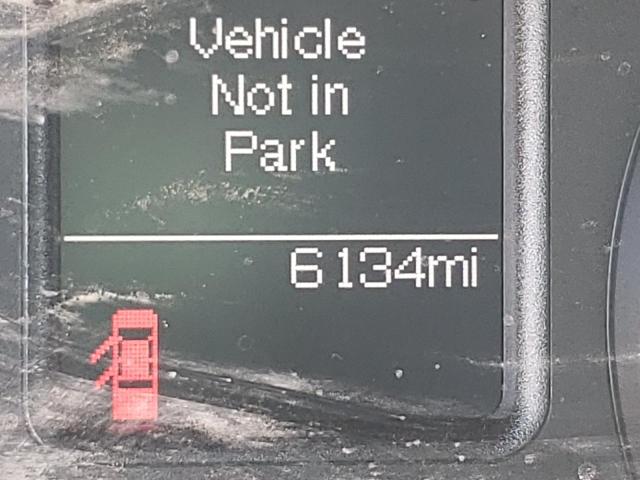 Vehicle
Not in
Park
6134mi